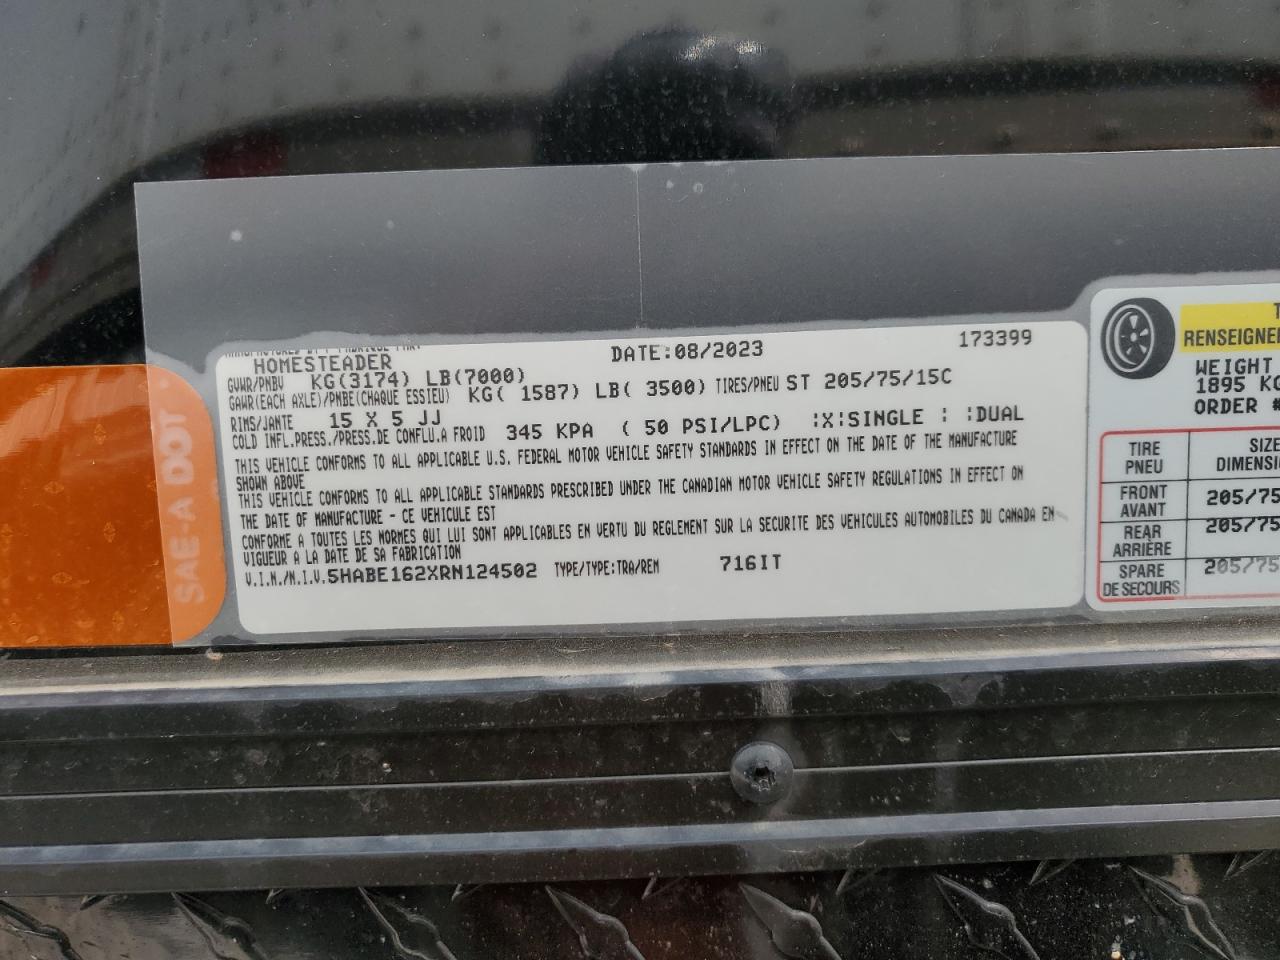 MANUFACTURED BY / FABRIQUE PAR:
HOMESTEADER DATE:08/2023 173399
GVWR/PNBV KG(3174) LB(7000)
GAWR(EACH AXLE)/PNBE(CHAQUE ESSIEU) KG( 1587) LB( 3500) TIRES/PNEU ST 205/75/15C
RIMS/JANTE 15 X 5 JJ
COLD INFL.PRESS./PRESS.DE CONFLU.A FROID 345 KPA ( 50 PSI/LPC) :X:SINGLE : :DUAL
THIS VEHICLE CONFORMS TO ALL APPLICABLE U.S. FEDERAL MOTOR VEHICLE SAFETY STANDARDS IN EFFECT ON THE DATE OF THE MANUFACTURE
SHOWN ABOVE
THIS VEHICLE CONFORMS TO ALL APPLICABLE STANDARDS PRESCRIBED UNDER THE CANADIAN MOTOR VEHICLE SAFETY REGULATIONS IN EFFECT ON
THE DATE OF MANUFACTURE - CE VEHICULE EST
CONFORME A TOUTES LES NORMES QUI LUI SONT APPLICABLES EN VERTU DU REGLEMENT SUR LA SECURITE DES VEHICULES AUTOMOBILES DU CANADA EN
VIGUEUR A LA DATE DE SA FABRICATION
V.I.N./N.I.V.5HABE162XRN124502 TYPE/TYPE:TRA/REM 716IT
SAE-A DOT
RENSEIGNE
WEIGHT
1895 KG
ORDER #
TIRE SIZE
PNEU DIMENSI
FRONT
AVANT 205/75
REAR
ARRIÈRE 205/75
SPARE
DE SECOURS 205/75